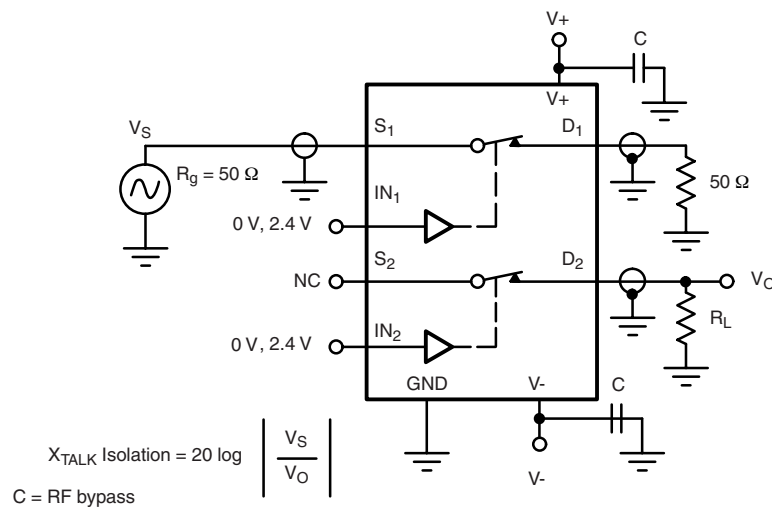 V+
C
V+
VS
S1
D1
Rg = 50 Ω
50 Ω
IN1
0 V, 2.4 V
S2
D2
NC
VO
RL
IN2
0 V, 2.4 V
GND
V-
C
V-
XTALK Isolation = 20 log | VS / VO |
C = RF bypass